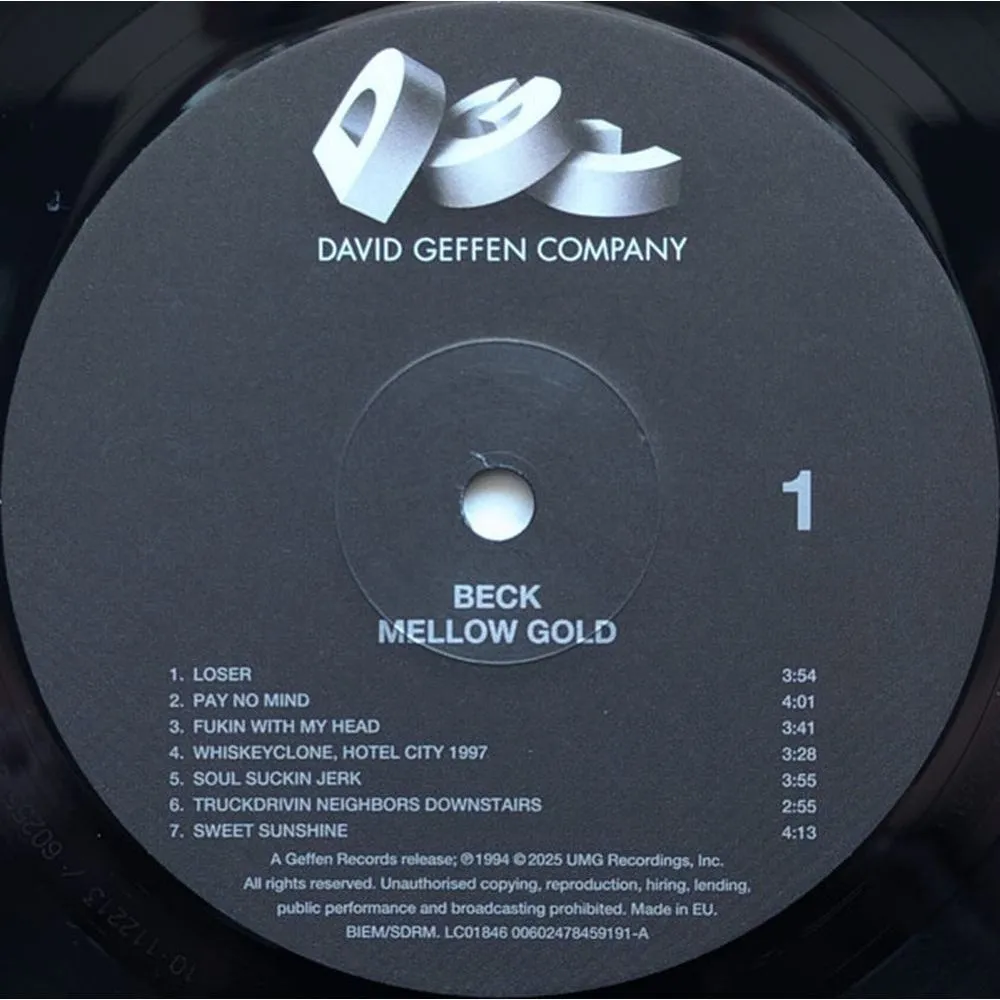 DGC
DAVID GEFFEN COMPANY
1
BECK
MELLOW GOLD
1. LOSER 3:54
2. PAY NO MIND 4:01
3. FUKIN WITH MY HEAD 3:41
4. WHISKEYCLONE, HOTEL CITY 1997 3:28
5. SOUL SUCKIN JERK 3:55
6. TRUCKDRIVIN NEIGHBORS DOWNSTAIRS 2:55
7. SWEET SUNSHINE 4:13
A Geffen Records release; ℗1994 ©2025 UMG Recordings, Inc.
All rights reserved. Unauthorised copying, reproduction, hiring, lending,
public performance and broadcasting prohibited. Made in EU.
BIEM/SDRM. LC01846 00602478459191-A